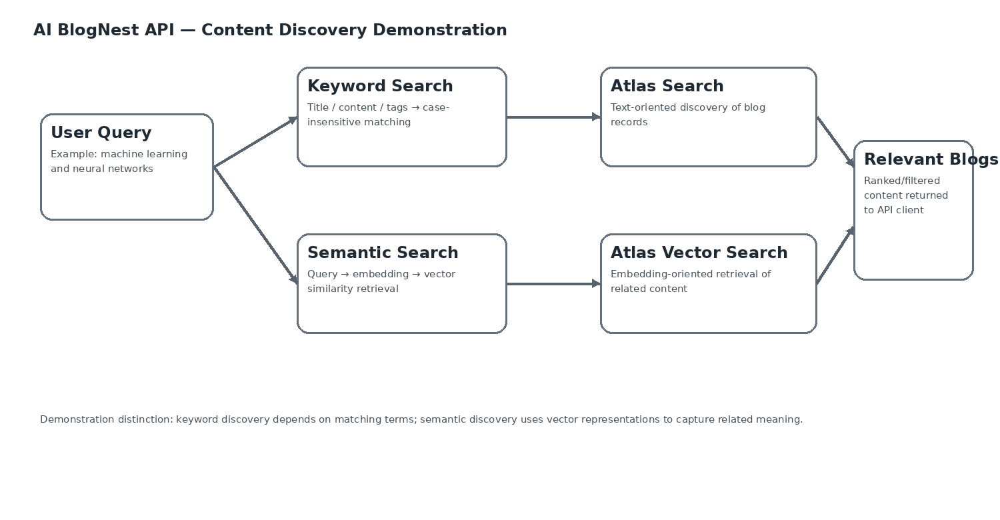 AI BlogNest API — Content Discovery Demonstration
User Query
Example: machine learning
and neural networks
Keyword Search
Title / content / tags → case-
insensitive matching
Atlas Search
Text-oriented discovery of blog
records
Semantic Search
Query → embedding → vector
similarity retrieval
Atlas Vector Search
Embedding-oriented retrieval of
related content
Relevant Blogs
Ranked/filtered
content returned
to API client
Demonstration distinction: keyword discovery depends on matching terms; semantic discovery uses vector representations to capture related meaning.